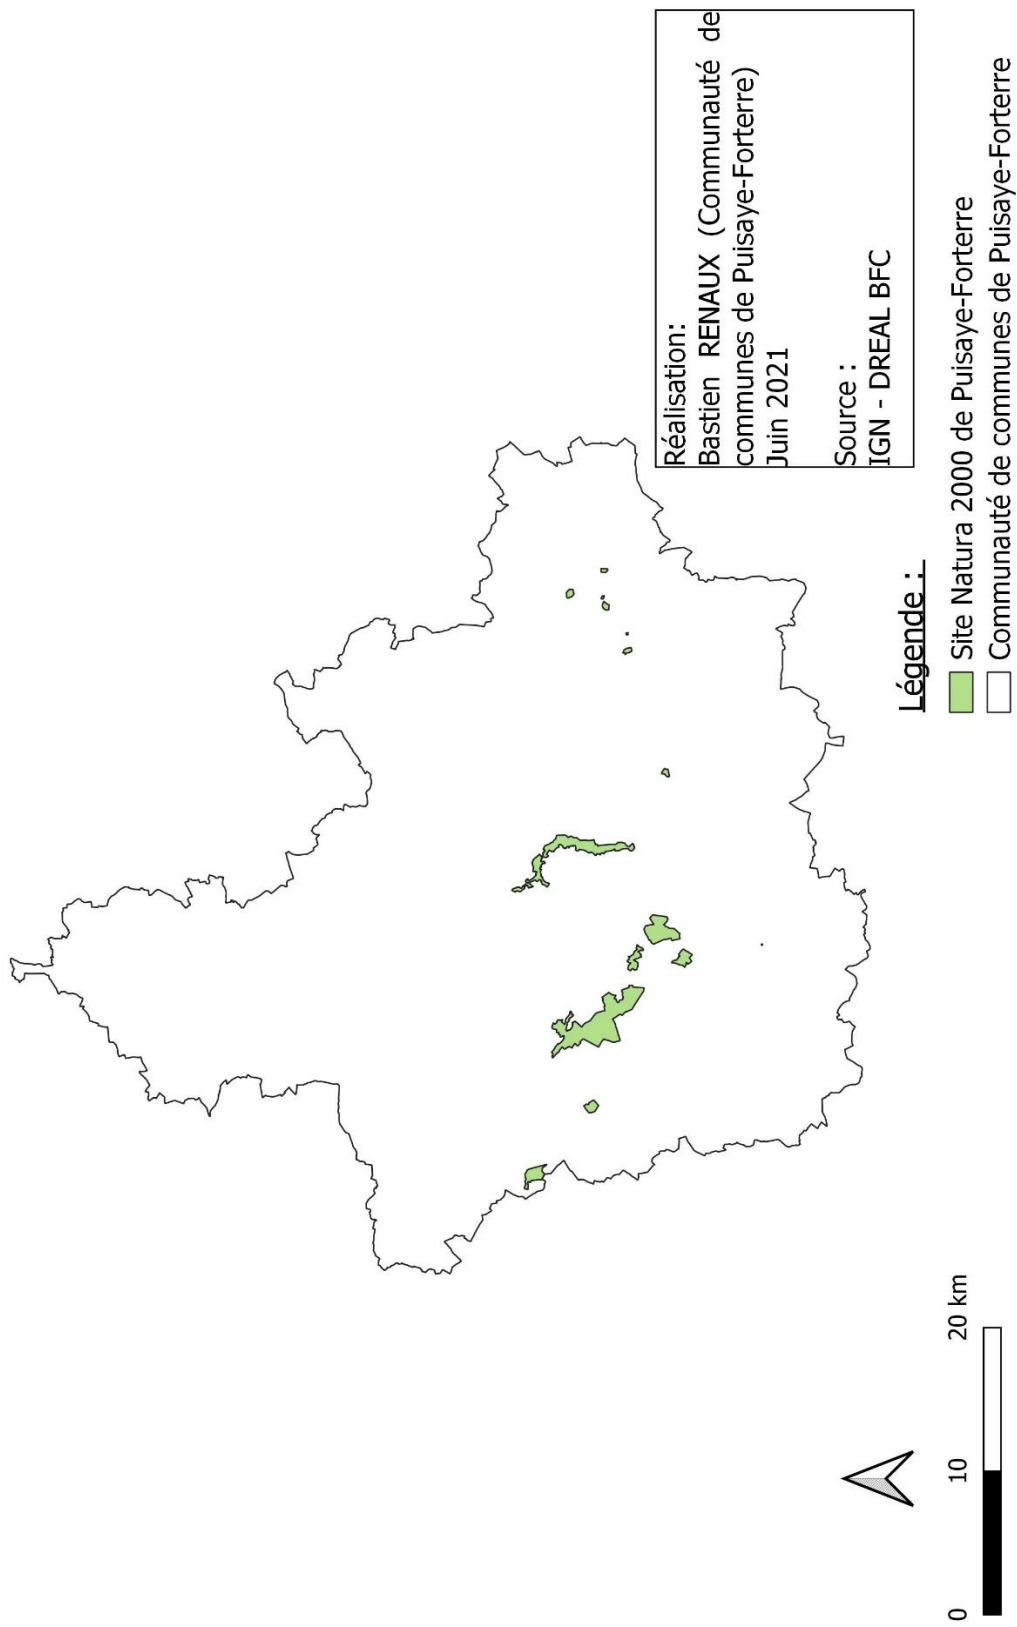 Réalisation:
Bastien RENAUX (Communauté de
communes de Puisaye-Forterre)
Juin 2021
Source :
IGN - DREAL BFC
Légende :
Site Natura 2000 de Puisaye-Forterre
Communauté de communes de Puisaye-Forterre
0 10 20 km